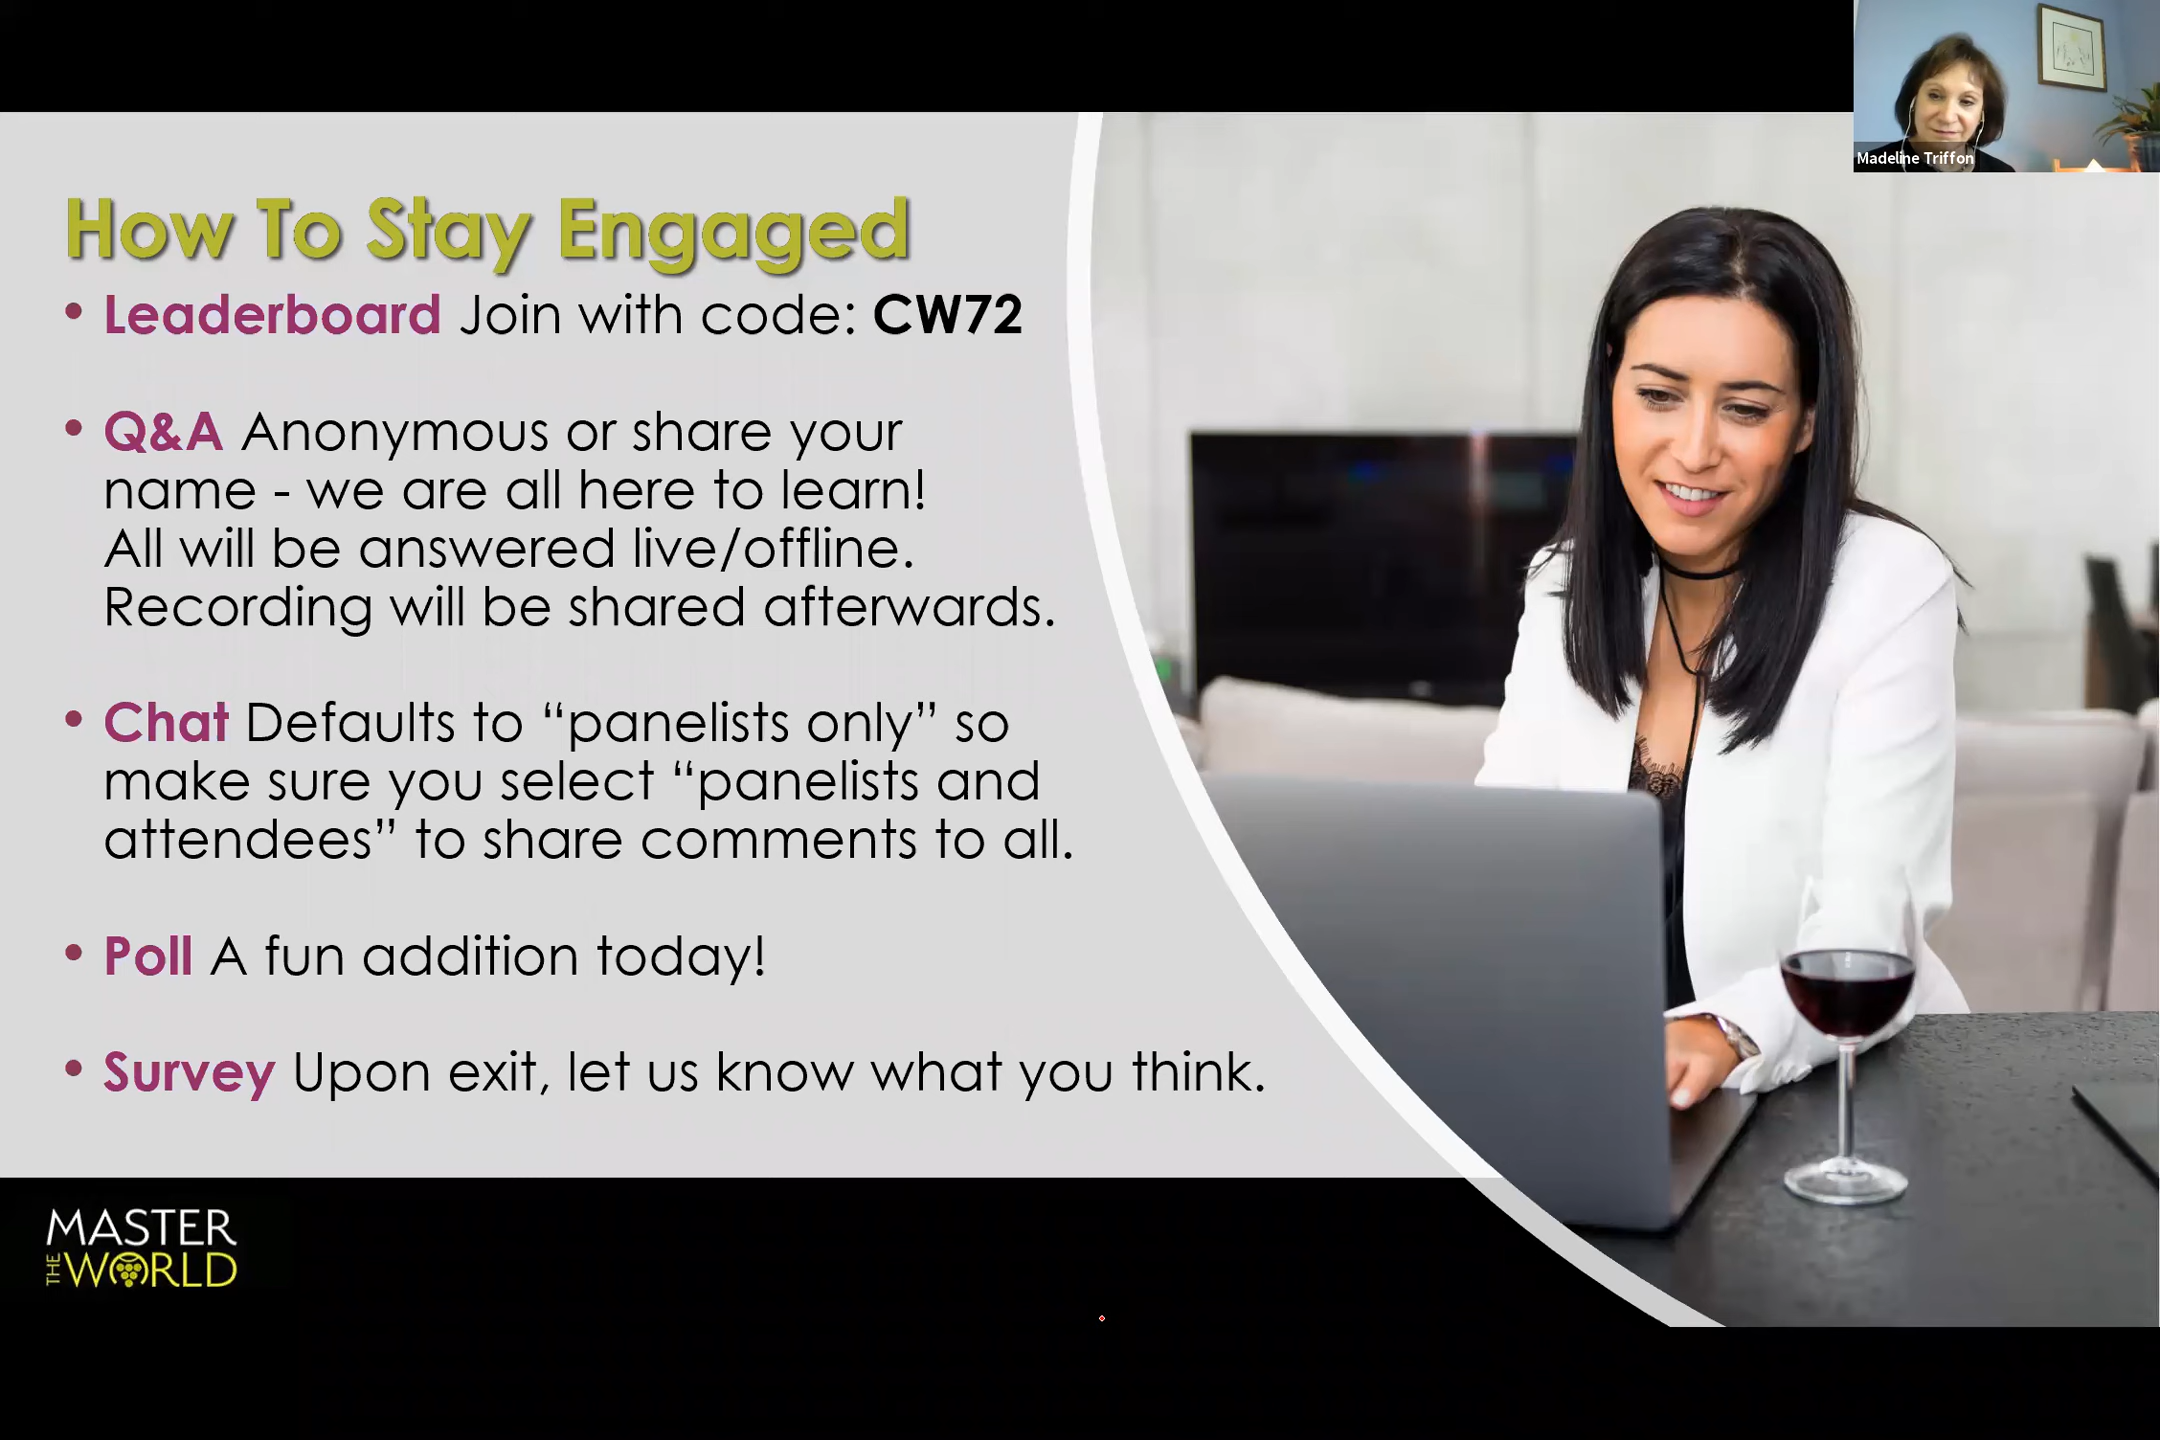 Madeline Triffon
How To Stay Engaged
• Leaderboard Join with code: CW72
• Q&A Anonymous or share your
name - we are all here to learn!
All will be answered live/offline.
Recording will be shared afterwards.
• Chat Defaults to “panelists only” so
make sure you select “panelists and
attendees” to share comments to all.
• Poll A fun addition today!
• Survey Upon exit, let us know what you think.
MASTER
THE WORLD